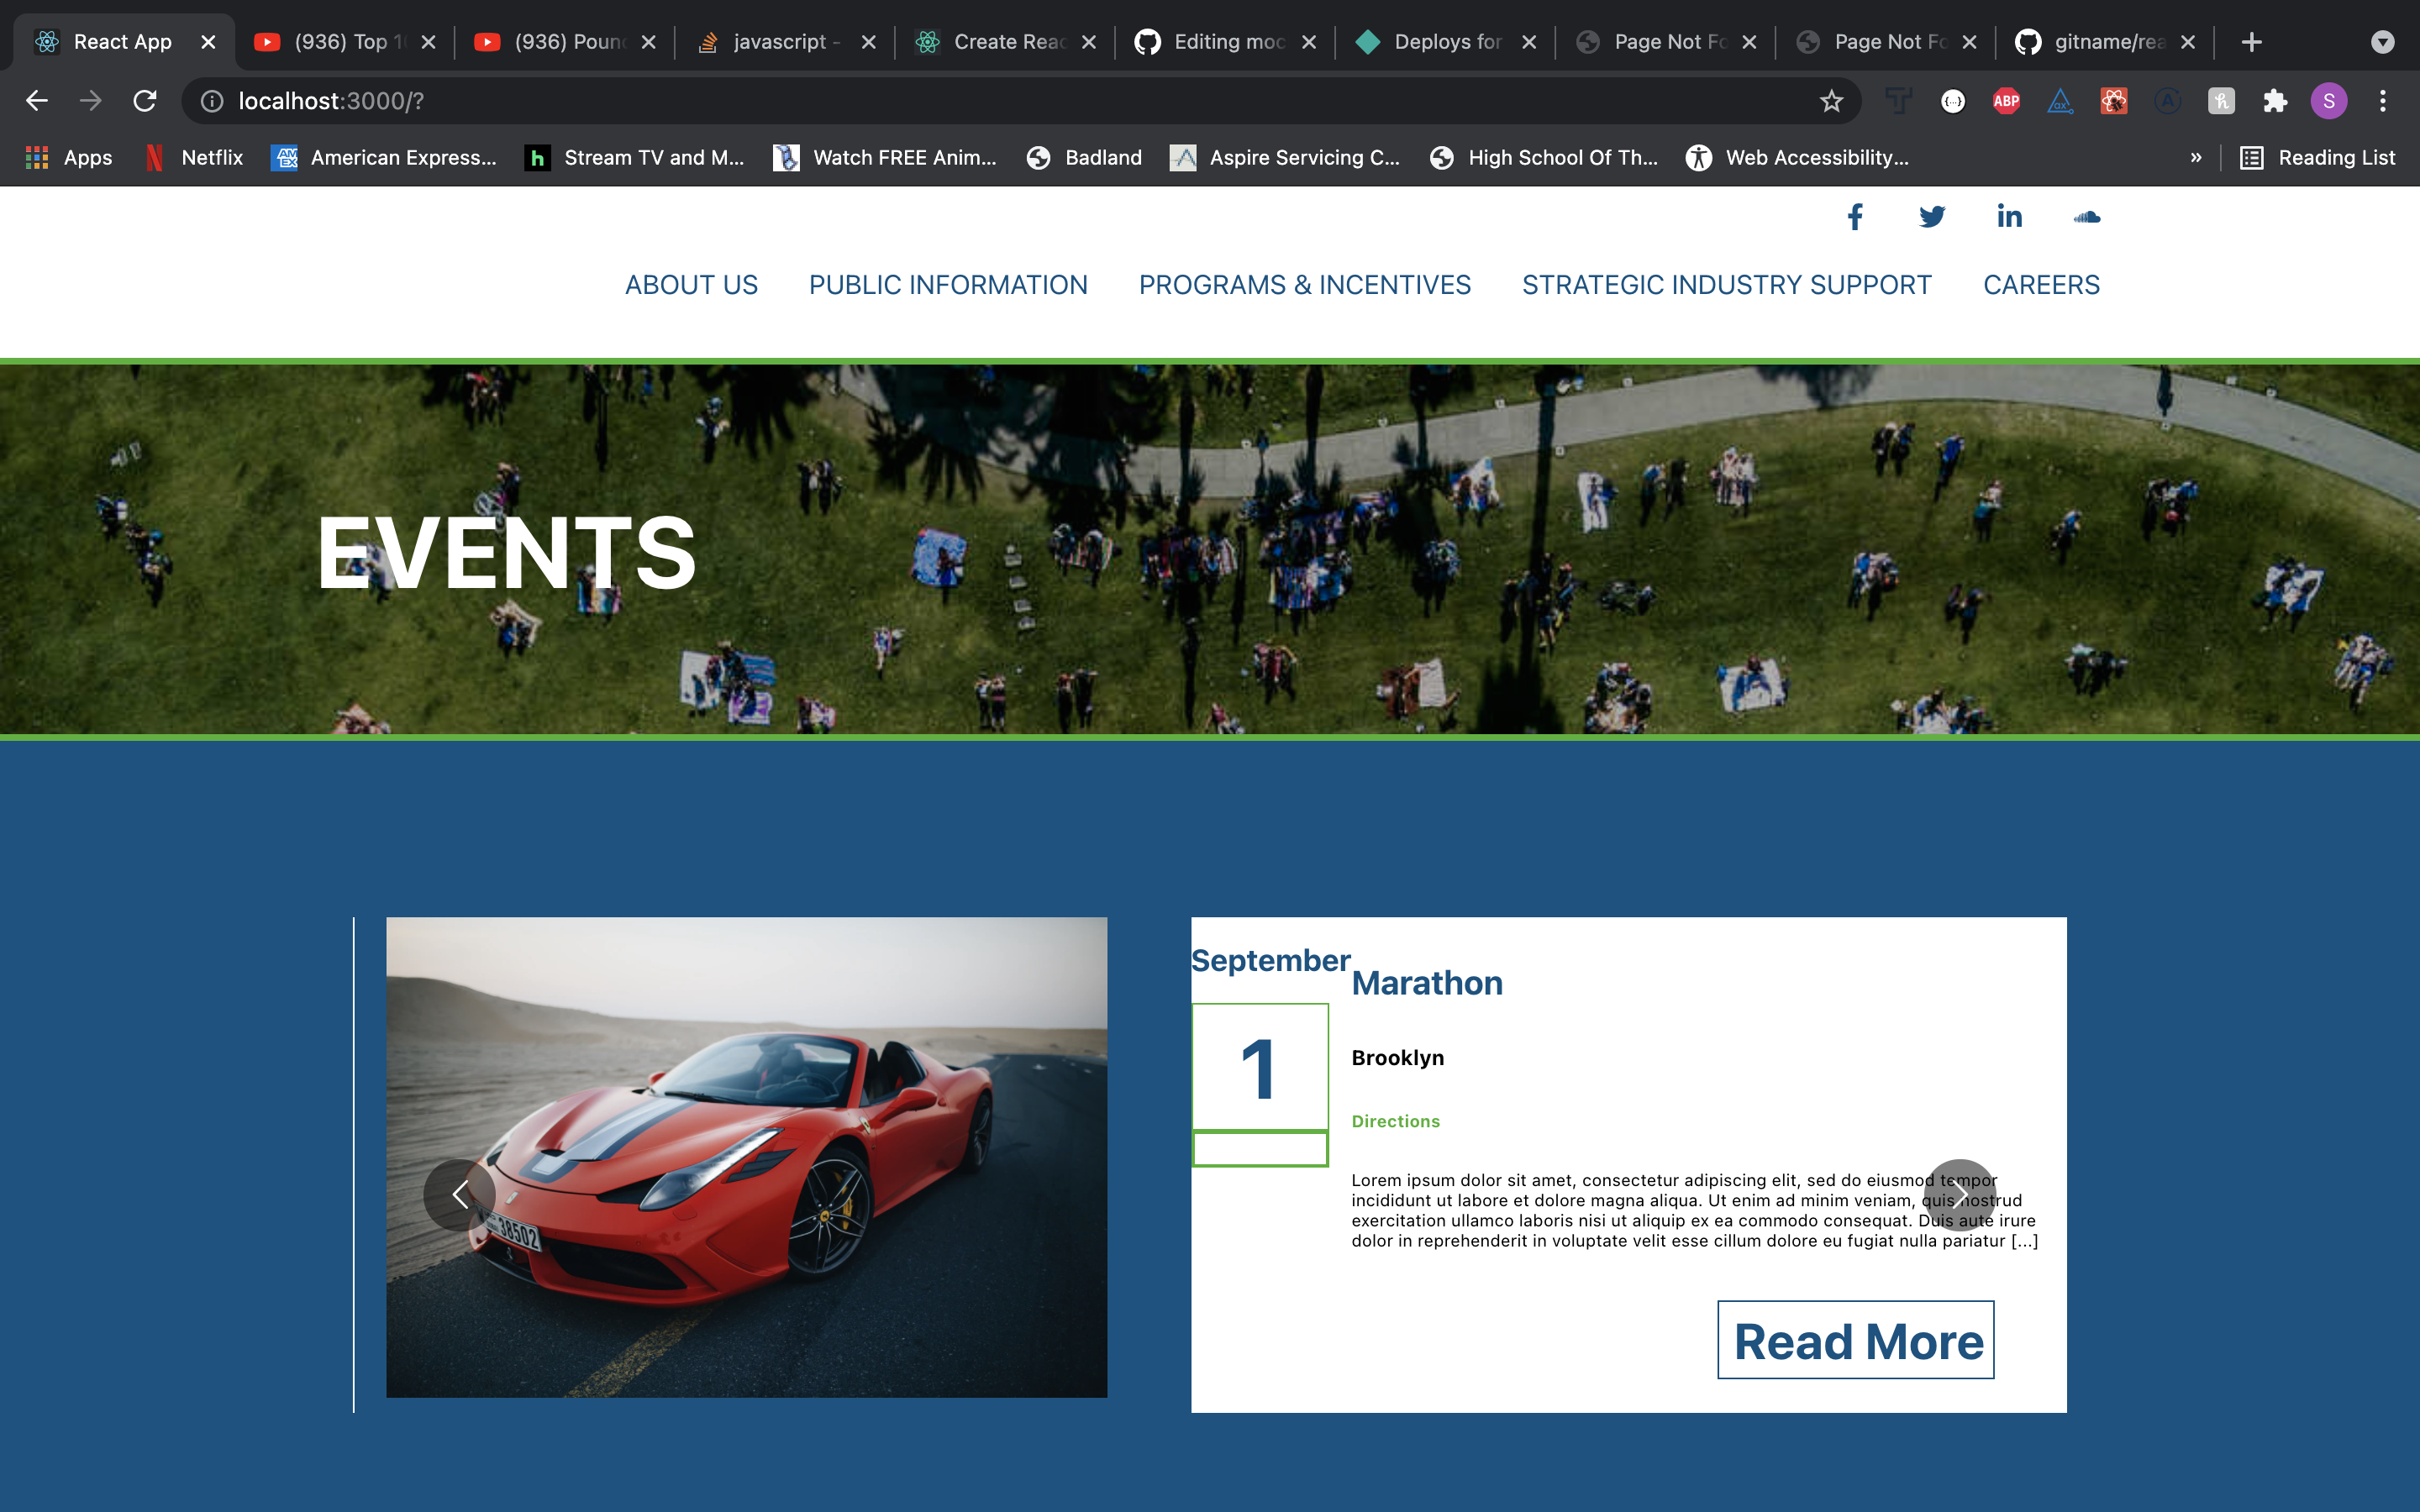 React App
(936) Top 1
(936) Poun
javascript -
Create Reac
Editing moc
Deploys for
Page Not Fo
Page Not Fo
gitname/rea
localhost:3000/?
ABP
S
Apps
Netflix
American Express...
Stream TV and M...
Watch FREE Anim...
Badland
Aspire Servicing C...
High School Of Th...
Web Accessibility...
»
Reading List
ABOUT US
PUBLIC INFORMATION
PROGRAMS & INCENTIVES
STRATEGIC INDUSTRY SUPPORT
CAREERS
EVENTS
38502
September
1
Marathon
Brooklyn
Directions
Lorem ipsum dolor sit amet, consectetur adipiscing elit, sed do eiusmod tempor
incididunt ut labore et dolore magna aliqua. Ut enim ad minim veniam, quis nostrud
exercitation ullamco laboris nisi ut aliquip ex ea commodo consequat. Duis aute irure
dolor in reprehenderit in voluptate velit esse cillum dolore eu fugiat nulla pariatur [...]
Read More